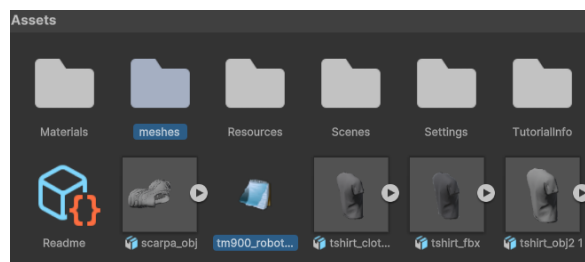 Assets
Materials
meshes
Resources
Scenes
Settings
TutorialInfo
Readme
scarpa_obj
tm900_robot...
tshirt_clot...
tshirt_fbx
tshirt_obj2 1